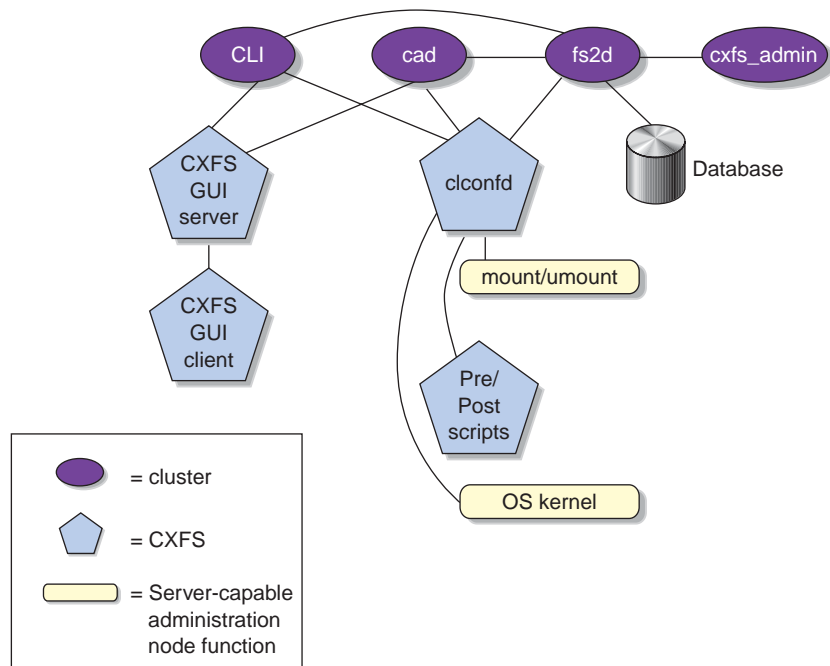 CLI
cad
fs2d
cxfs_admin
CXFS
GUI
server
clconfd
Database
mount/umount
CXFS
GUI
client
Pre/
Post
scripts
OS kernel
= cluster
= CXFS
= Server-capable
administration
node function